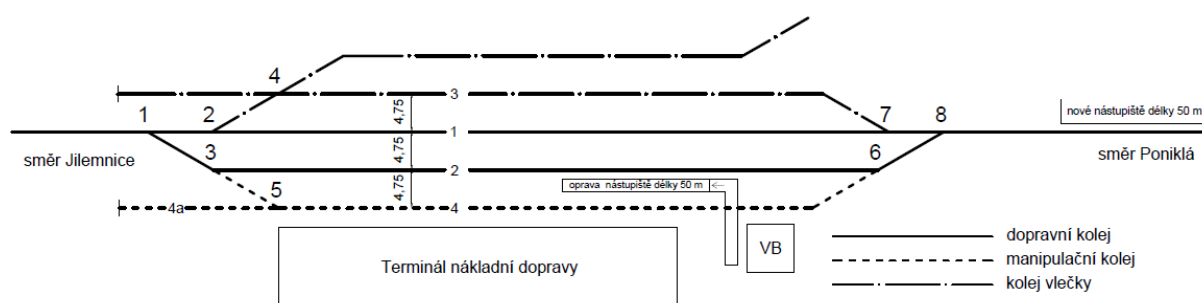 4
3
1
2
7
8
nové nástupiště délky 50 m
4,75
1
směr Jilemnice
3
4,75
2
6
směr Poniklá
5
4,75
oprava nástupiště délky 50 m
4a
4
Terminál nákladní dopravy
VB
dopravní kolej
manipulační kolej
kolej vlečky